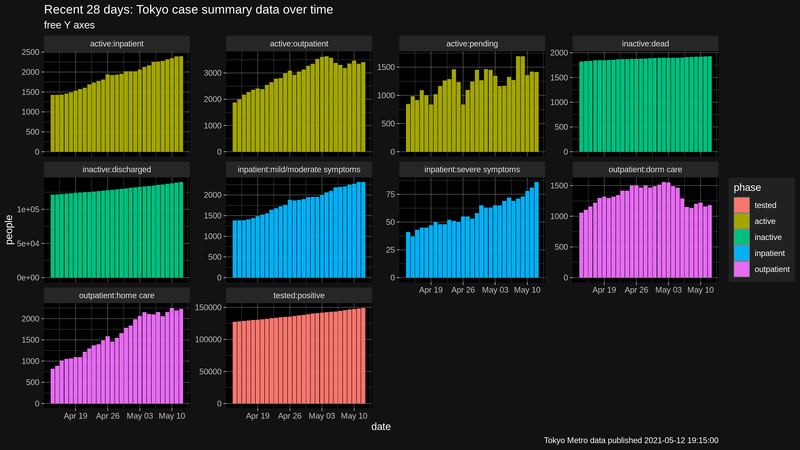 Recent 28 days: Tokyo case summary data over time
free Y axes
active:inpatient
active:outpatient
active:pending
inactive:dead
2500
2000
1500
1000
500
0
3000
2000
1000
0
1500
1000
500
0
2000
1500
1000
500
0
inactive:discharged
inpatient:mild/moderate symptoms
inpatient:severe symptoms
outpatient:dorm care
1e+05
5e+04
0e+00
2000
1500
1000
500
0
75
50
25
0
1500
1000
500
0
Apr 19 Apr 26 May 03 May 10
Apr 19 Apr 26 May 03 May 10
outpatient:home care
tested:positive
2000
1500
1000
500
0
150000
100000
50000
0
Apr 19 Apr 26 May 03 May 10
Apr 19 Apr 26 May 03 May 10
people
date
phase
tested
active
inactive
inpatient
outpatient
Tokyo Metro data published 2021-05-12 19:15:00